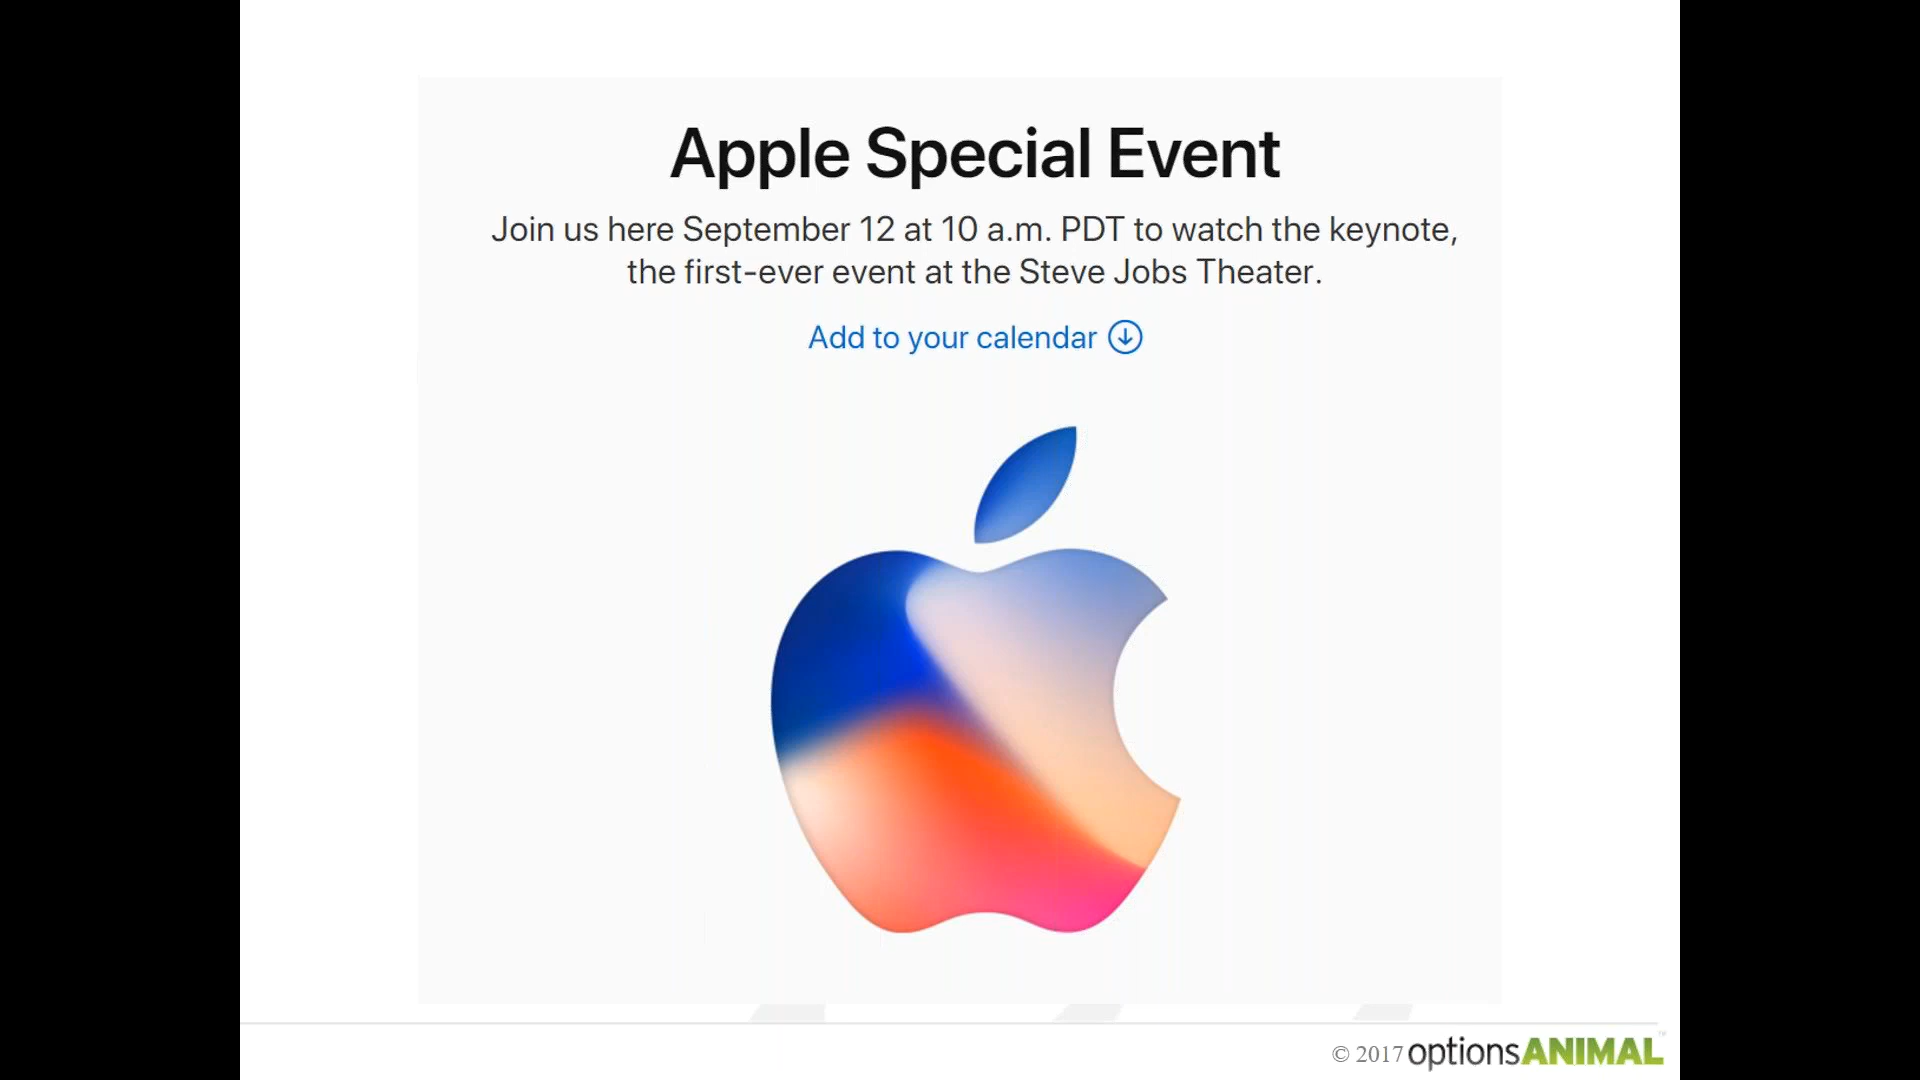 Apple Special Event
Join us here September 12 at 10 a.m. PDT to watch the keynote,
the first-ever event at the Steve Jobs Theater.
Add to your calendar
© 2017 optionsANIMAL™